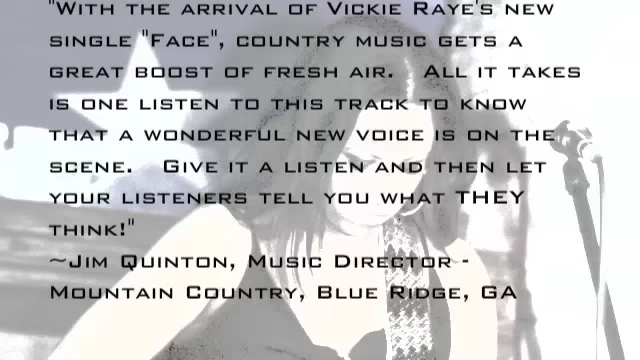 "With the arrival of Vickie Raye's new
single "Face", country music gets a
great boost of fresh air. All it takes
is one listen to this track to know
that a wonderful new voice is on the
scene. Give it a listen and then let
your listeners tell you what THEY
think!"
~Jim Quinton, Music Director -
Mountain Country, Blue Ridge, GA